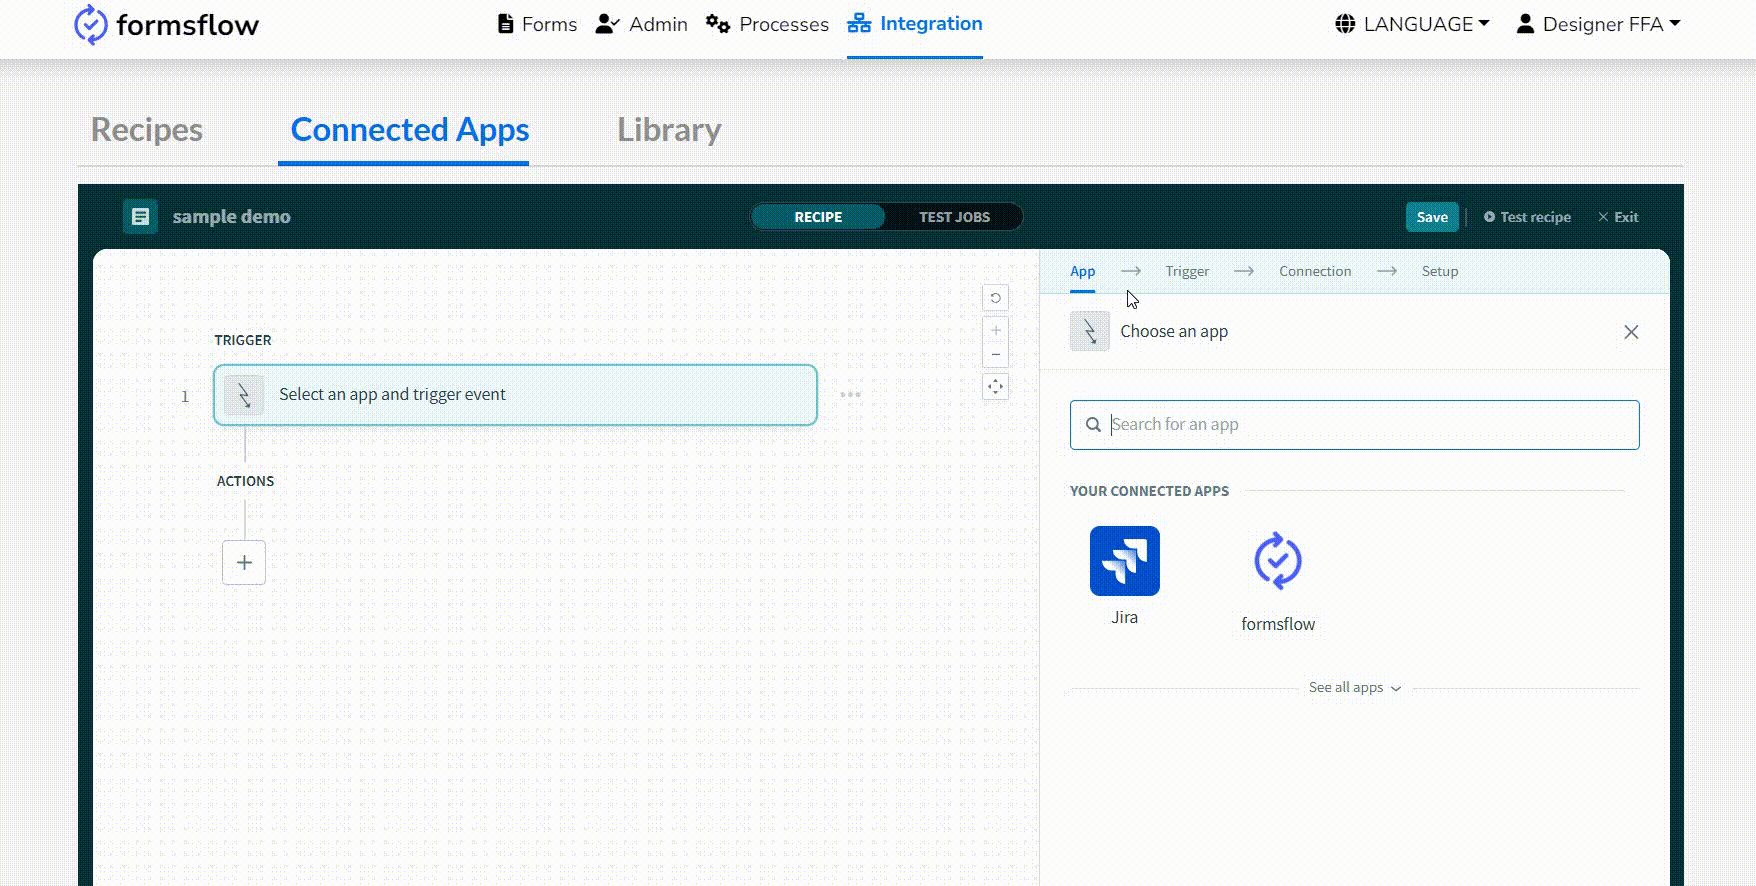 formsflow
Forms Admin Processes Integration
LANGUAGE Designer FFA
Recipes Connected Apps Library
sample demo
RECIPE TEST JOBS
Save Test recipe Exit
App Trigger Connection Setup
TRIGGER
Choose an app
1 Select an app and trigger event
Search for an app
ACTIONS
YOUR CONNECTED APPS
Jira
formsflow
See all apps